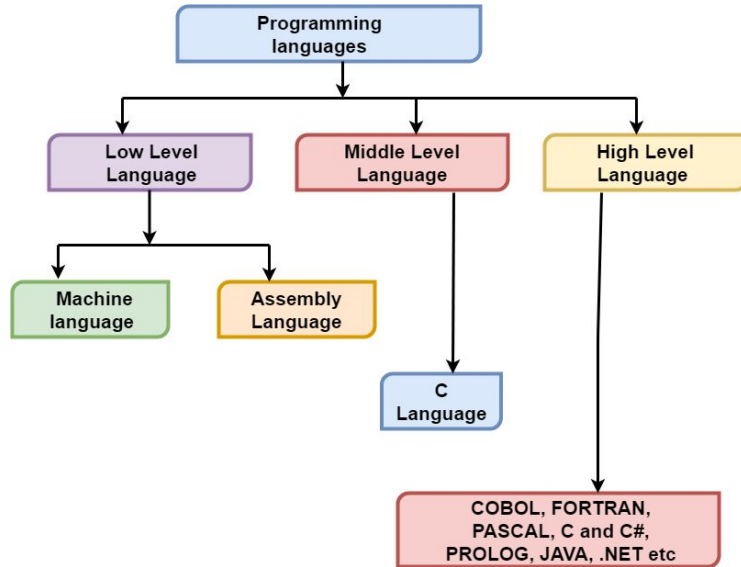 Programming
languages
Low Level
Language
Middle Level
Language
High Level
Language
Machine
language
Assembly
Language
C
Language
COBOL, FORTRAN,
PASCAL, C and C#,
PROLOG, JAVA, .NET etc